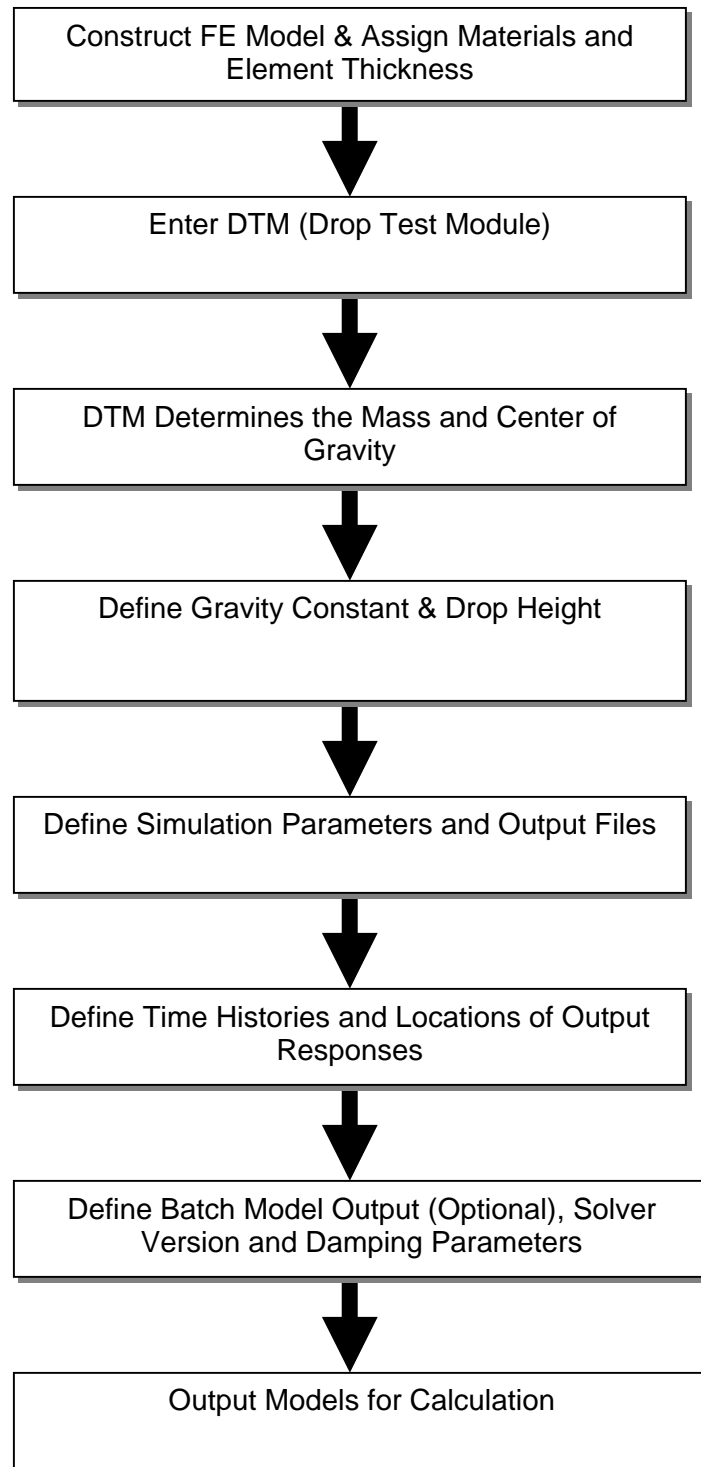 Construct FE Model & Assign Materials and
Element Thickness
Enter DTM (Drop Test Module)
DTM Determines the Mass and Center of
Gravity
Define Gravity Constant & Drop Height
Define Simulation Parameters and Output Files
Define Time Histories and Locations of Output
Responses
Define Batch Model Output (Optional), Solver
Version and Damping Parameters
Output Models for Calculation